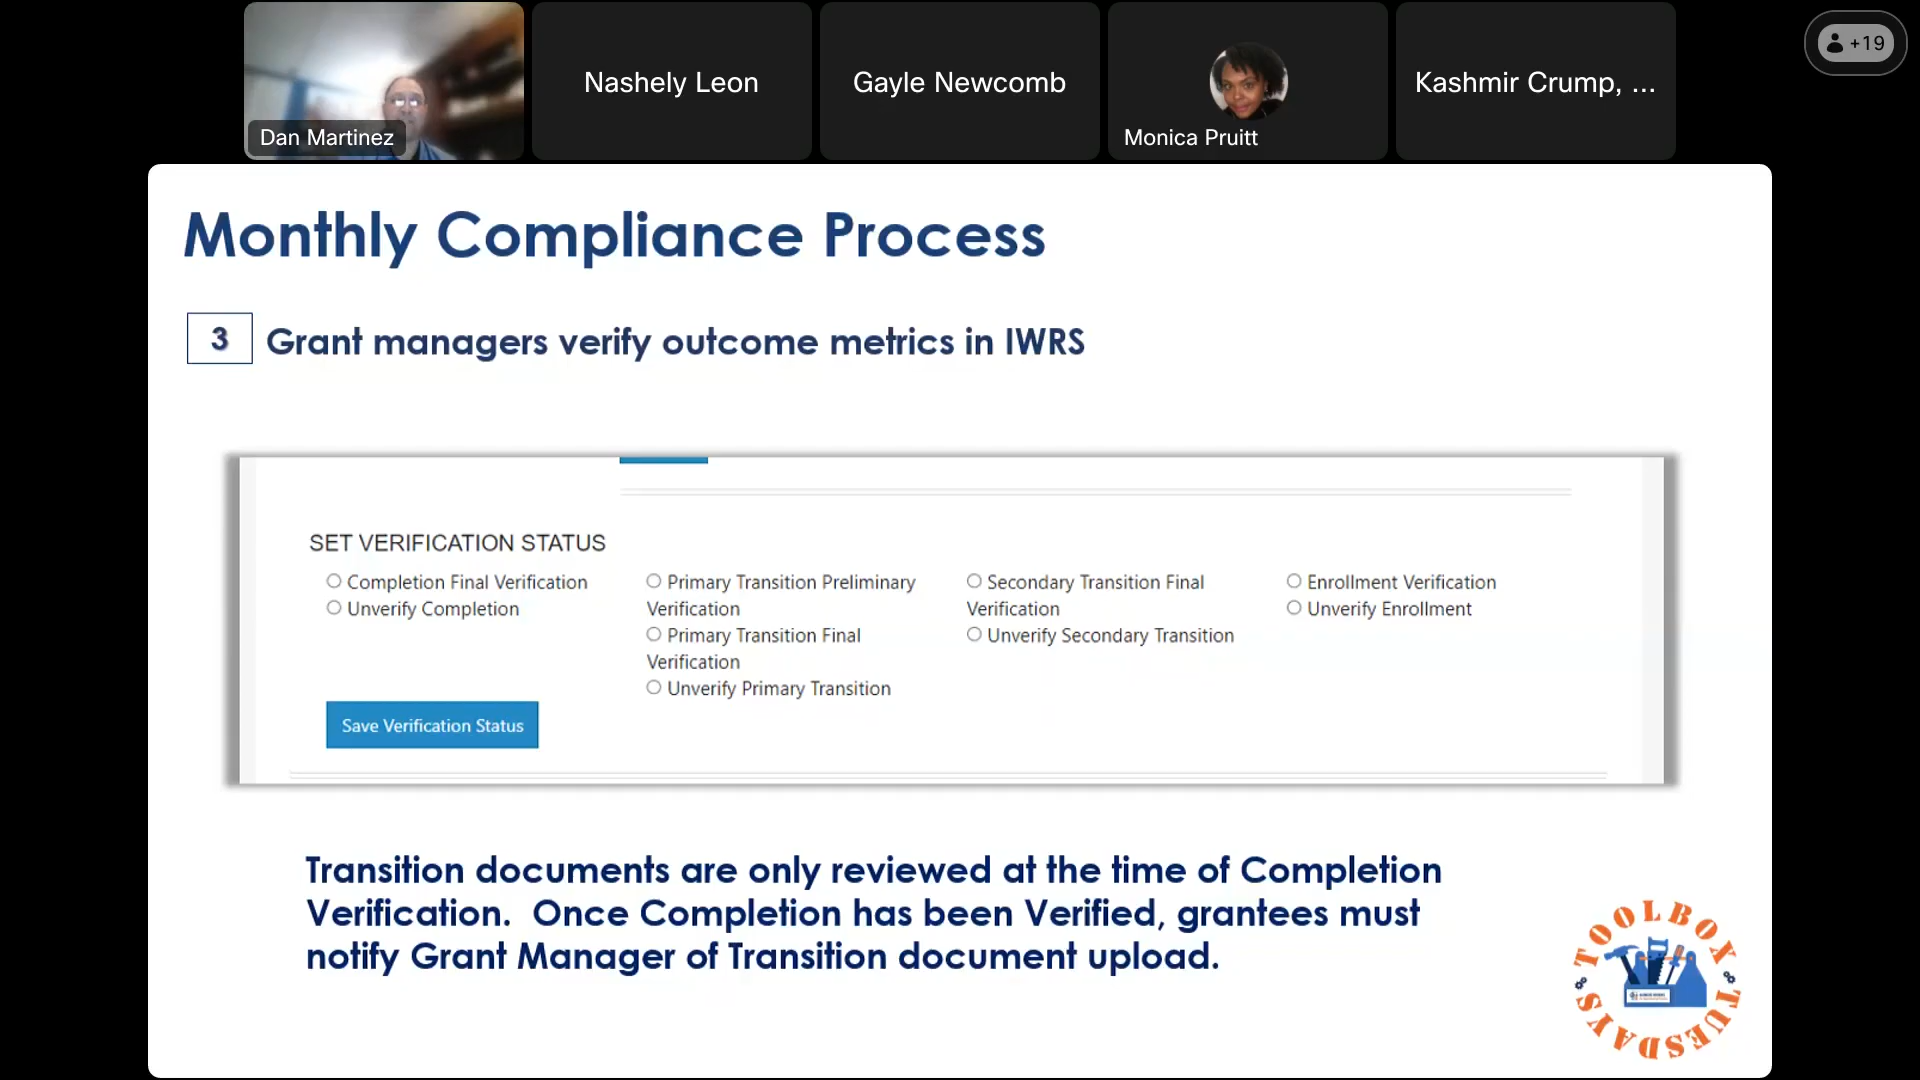 Dan Martinez
Nashely Leon
Gayle Newcomb
Monica Pruitt
Kashmir Crump, ...
+19
Monthly Compliance Process
3 Grant managers verify outcome metrics in IWRS
SET VERIFICATION STATUS
Completion Final Verification
Unverify Completion
Primary Transition Preliminary
Verification
Primary Transition Final
Verification
Unverify Primary Transition
Secondary Transition Final
Verification
Unverify Secondary Transition
Enrollment Verification
Unverify Enrollment
Save Verification Status
Transition documents are only reviewed at the time of Completion
Verification.  Once Completion has been Verified, grantees must
notify Grant Manager of Transition document upload.
TOOLBOX
TUESDAYS